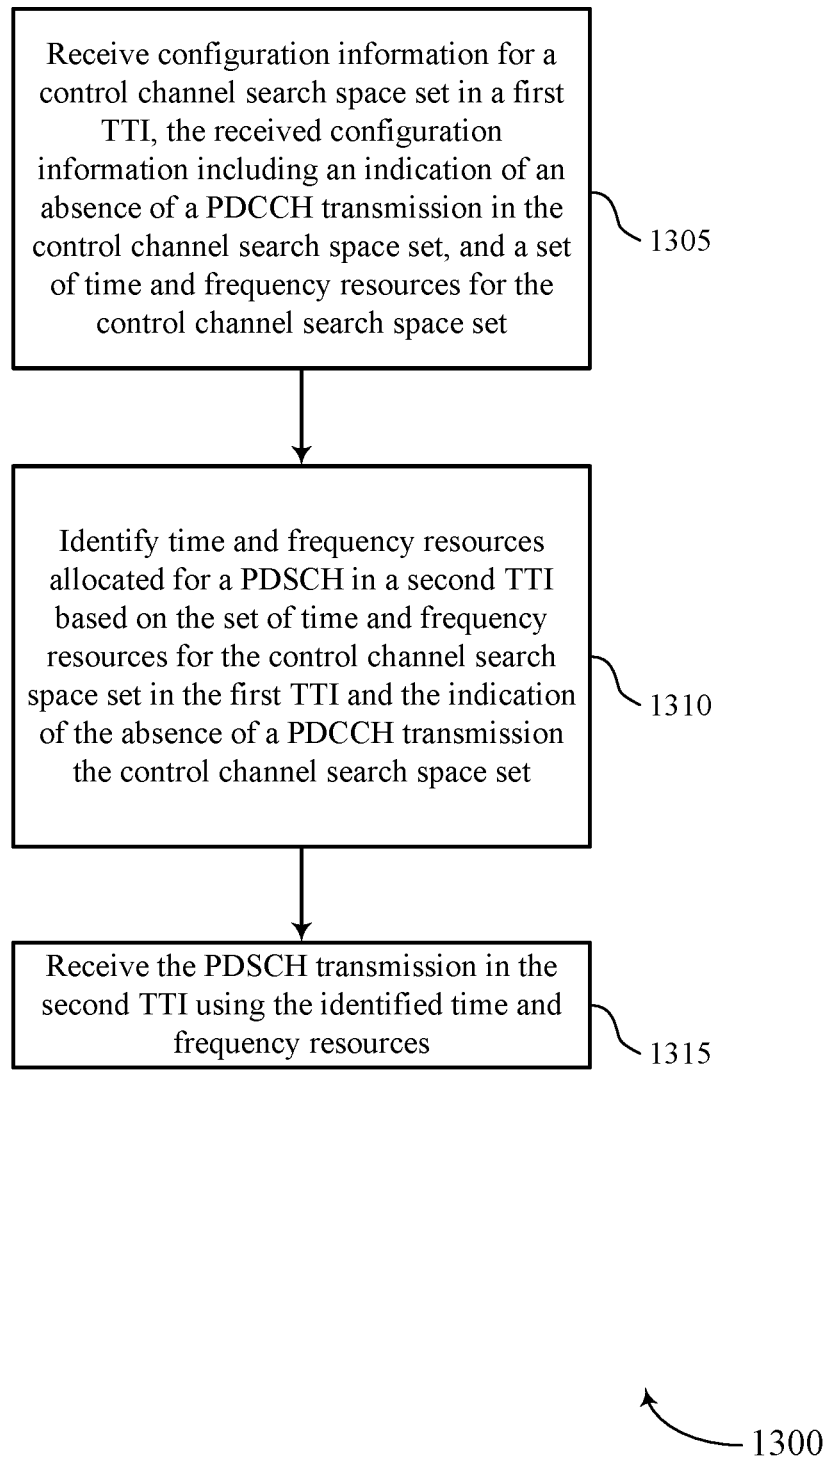 Receive configuration information for a
control channel search space set in a first
TTI, the received configuration
information including an indication of an
absence of a PDCCH transmission in the
control channel search space set, and a set
of time and frequency resources for the
control channel search space set
1305
Identify time and frequency resources
allocated for a PDSCH in a second TTI
based on the set of time and frequency
resources for the control channel search
space set in the first TTI and the indication
of the absence of a PDCCH transmission
the control channel search space set
1310
Receive the PDSCH transmission in the
second TTI using the identified time and
frequency resources
1315
1300